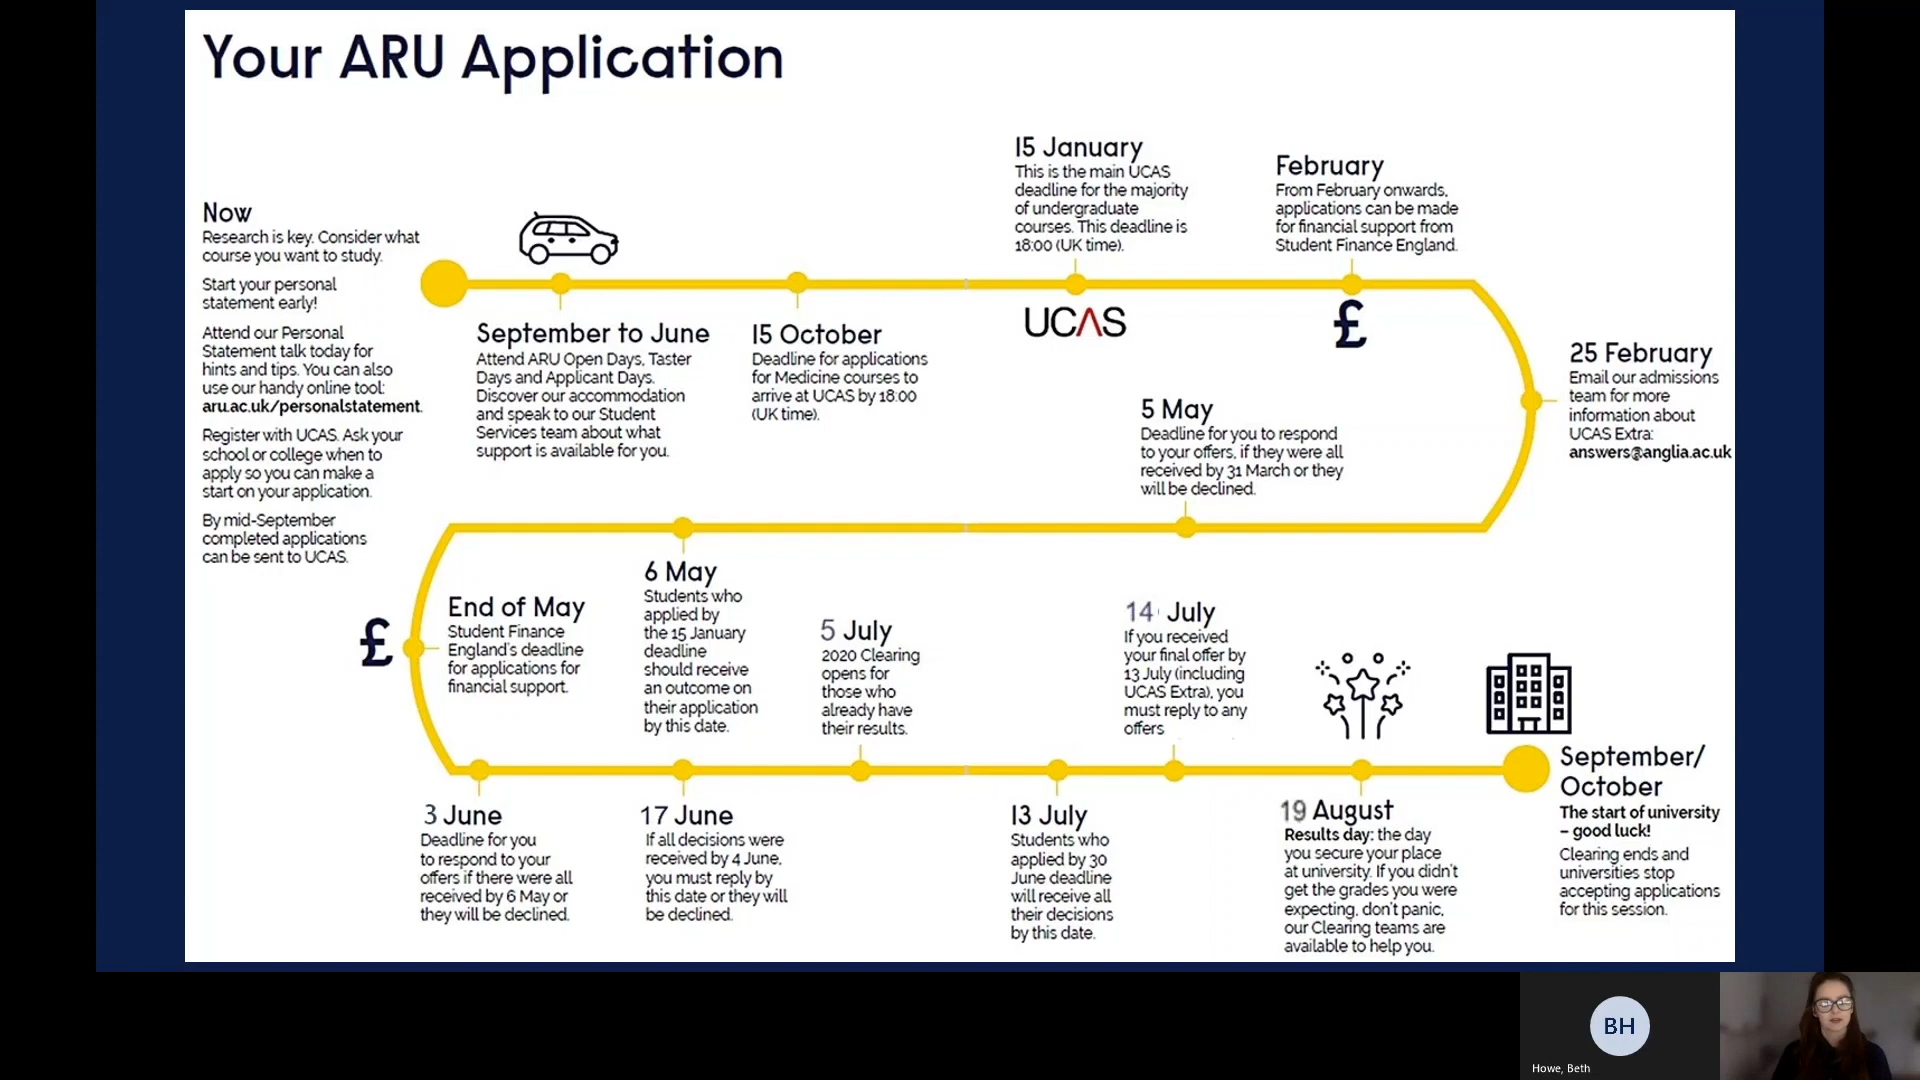 Your ARU Application
Now
Research is key. Consider what
course you want to study.
Start your personal
statement early!
Attend our Personal
Statement talk today for
hints and tips. You can also
use our handy online tool:
aru.ac.uk/personalstatement.
Register with UCAS. Ask your
school or college when to
apply so you can make a
start on your application.
By mid-September
completed applications
can be sent to UCAS.
September to June
Attend ARU Open Days, Taster
Days and Applicant Days.
Discover our accommodation
and speak to our Student
Services team about what
support is available for you.
15 October
Deadline for applications
for Medicine courses to
arrive at UCAS by 18:00
(UK time).
15 January
This is the main UCAS
deadline for the majority
of undergraduate
courses. This deadline is
18:00 (UK time).
UCAS
February
From February onwards,
applications can be made
for financial support from
Student Finance England.
£
25 February
Email our admissions
team for more
information about
UCAS Extra:
answers@anglia.ac.uk
5 May
Deadline for you to respond
to your offers, if they were all
received by 31 March or they
will be declined.
6 May
Students who
applied by
the 15 January
deadline
should receive
an outcome on
their application
by this date.
£
End of May
Student Finance
England's deadline
for applications for
financial support.
3 June
Deadline for you
to respond to your
offers if there were all
received by 6 May or
they will be declined.
17 June
If all decisions were
received by 4 June,
you must reply by
this date or they will
be declined.
5 July
2020 Clearing
opens for
those who
already have
their results.
13 July
Students who
applied by 30
June deadline
will receive all
their decisions
by this date.
14 July
If you received
your final offer by
13 July (including
UCAS Extra), you
must reply to any
offers
19 August
Results day; the day
you secure your place
at university. If you didn't
get the grades you were
expecting, don't panic,
our Clearing teams are
available to help you.
September/
October
The start of university
– good luck!
Clearing ends and
universities stop
accepting applications
for this session.
BH
Howe, Beth